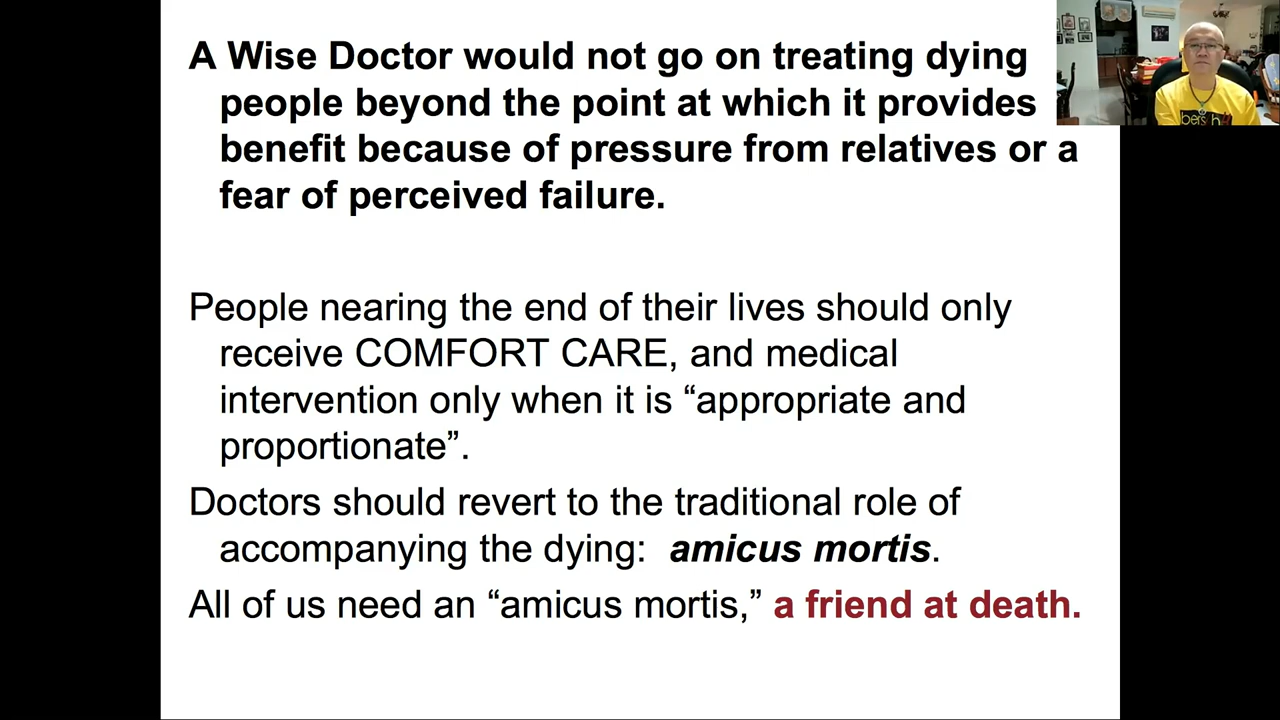 A Wise Doctor would not go on treating dying
people beyond the point at which it provides
benefit because of pressure from relatives or a
fear of perceived failure.
People nearing the end of their lives should only
receive COMFORT CARE, and medical
intervention only when it is “appropriate and
proportionate”.
Doctors should revert to the traditional role of
accompanying the dying: amicus mortis.
All of us need an “amicus mortis,” a friend at death.